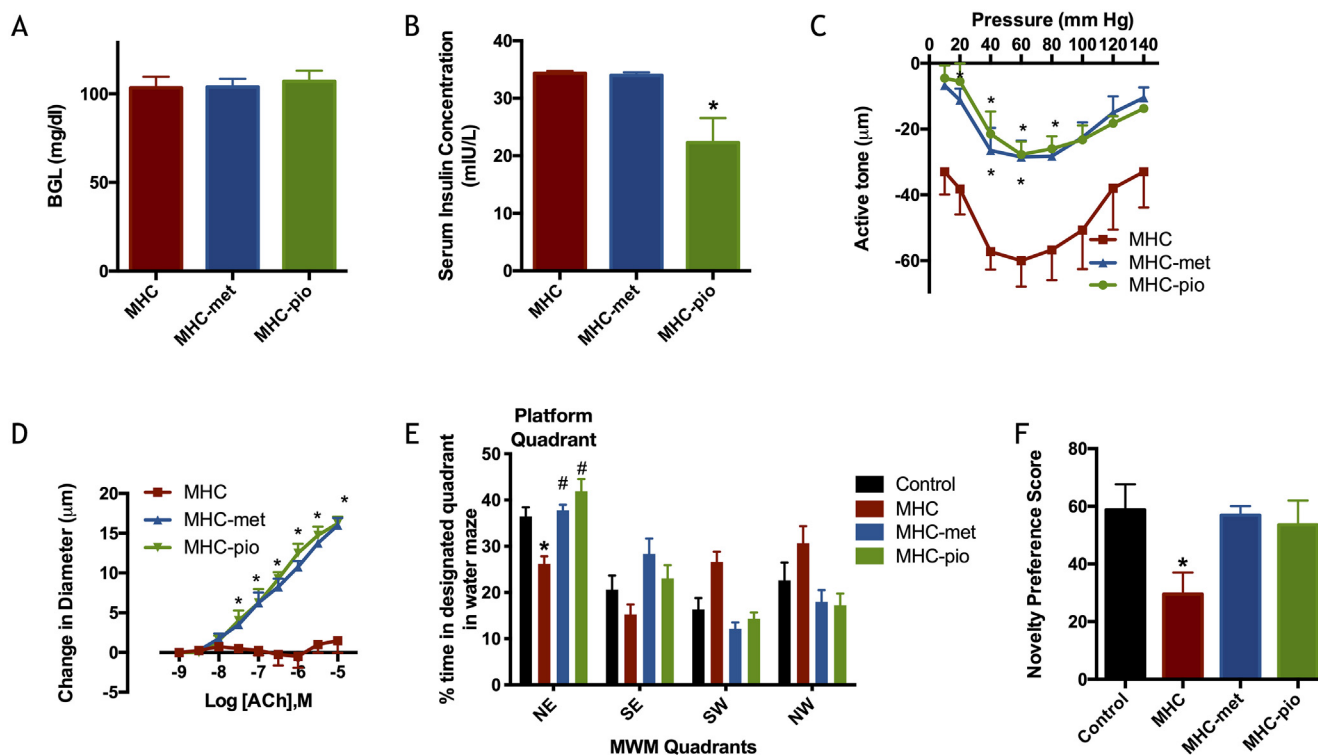 A
BGL (mg/dl)
100
50
0
MHC
MHC-met
MHC-pio
B
Serum Insulin Concentration
(mIU/L)
40
30
20
10
0
*
MHC
MHC-met
MHC-pio
C
Pressure (mm Hg)
0 20 40 60 80 100 120 140
Active tone (μm)
0
-20
-40
-60
* * * *
* *
MHC
MHC-met
MHC-pio
D
Change in Diameter (μm)
20
15
10
5
0
-5
MHC
MHC-met
MHC-pio
* * * * * *
-9 -8 -7 -6 -5
Log [ACh],M
E
Platform
Quadrant
% time in designated quadrant
in water maze
50
40
30
20
10
0
* # #
NE SE SW NW
MWM Quadrants
Control
MHC
MHC-met
MHC-pio
F
Novelty Preference Score
80
60
40
20
0
*
Control
MHC
MHC-met
MHC-pio